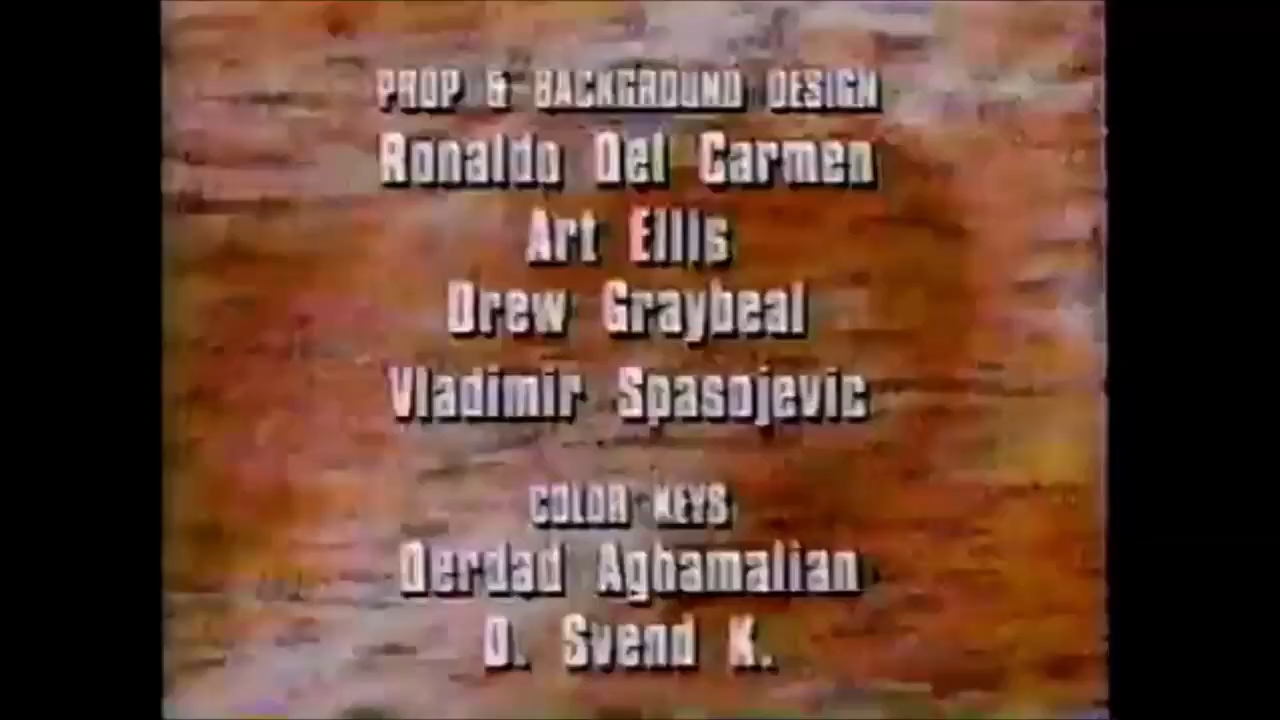 PROP & BACKGROUND DESIGN
Ronaldo Del Carmen
Art Ellis
Drew Graybeal
Vladimir Spasojevic
COLOR KEYS
Derdad Aghamalian
D. Svend K.